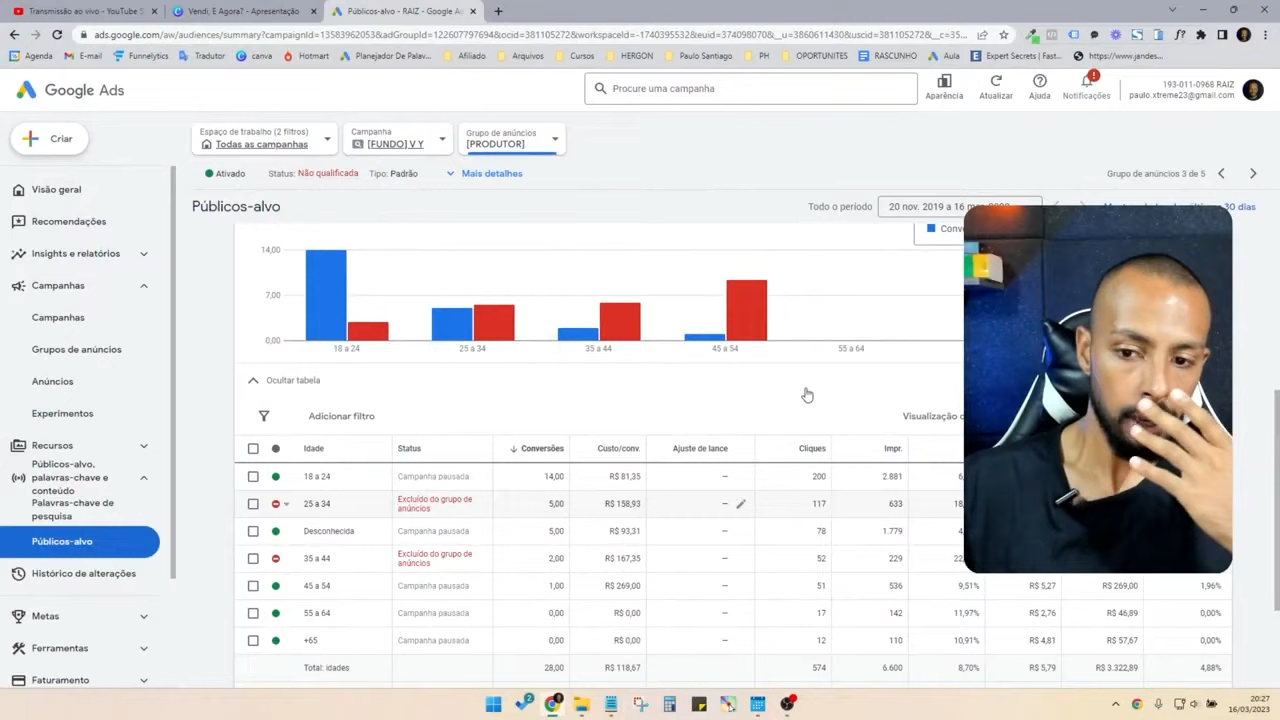 Transmissão ao vivo - YouTube S
Vendi, E Agora? - Apresentação
Públicos-alvo - RAIZ - Google Ad
ads.google.com/aw/audiences/summary?campaignId=13583962053&adGroupId=122607797694&ocid=381105272&workspaceId=-1740395532&euid=374098070&__u=3860611430&uscid=381105272&__c=35...
Agenda
E-mail
Funnelytics
Tradutor
canva
Hotmart
Planejador De Palav...
Afiliado
Arquivos
Cursos
HERGON
Paulo Santiago
PH
OPORTUNITES
RASCUNHO
Aula
Expert Secrets | Fast...
https://www.jandes...
Google Ads
Procure uma campanha
Aparência
Atualizar
Ajuda
Notificações
193-011-0968 RAIZ
paulo.xtreme23@gmail.com
Criar
Espaço de trabalho (2 filtros)
Todas as campanhas
Campanha
[FUNDO] V Y
Grupo de anúncios
[PRODUTOR]
Ativado
Status: Não qualificada
Tipo: Padrão
Mais detalhes
Grupo de anúncios 3 de 5
Visão geral
Recomendações
Insights e relatórios
Campanhas
Campanhas
Grupos de anúncios
Anúncios
Experimentos
Recursos
Públicos-alvo,
palavras-chave e
conteúdo
Palavras-chave de
pesquisa
Públicos-alvo
Histórico de alterações
Metas
Ferramentas
Faturamento
Públicos-alvo
Todo o período
20 nov. 2019 a 16
30 dias
Conve
14,00
7,00
0,00
18 a 24
25 a 34
35 a 44
45 a 54
55 a 64
Ocultar tabela
Adicionar filtro
Idade Status Conversões Custo/conv. Ajuste de lance Cliques Impr.
18 a 24 Campanha pausada 14,00 R$ 81,35 — 200 2.881
25 a 34 Excluído do grupo de anúncios 5,00 R$ 158,93 — 117 633
Desconhecida Campanha pausada 5,00 R$ 93,31 — 78 1.779
35 a 44 Excluído do grupo de anúncios 2,00 R$ 167,35 — 52 229
45 a 54 Campanha pausada 1,00 R$ 269,00 — 51 536 9,51% R$ 5,27 R$ 269,00 1,96%
55 a 64 Campanha pausada 0,00 R$ 0,00 — 17 142 11,97% R$ 2,76 R$ 46,89 0,00%
+65 Campanha pausada 0,00 R$ 0,00 — 12 110 10,91% R$ 4,81 R$ 57,67 0,00%
Total: idades 28,00 R$ 118,67 574 6.600 8,70% R$ 5,79 R$ 3.322,89 4,88%
20:27
16/03/2023